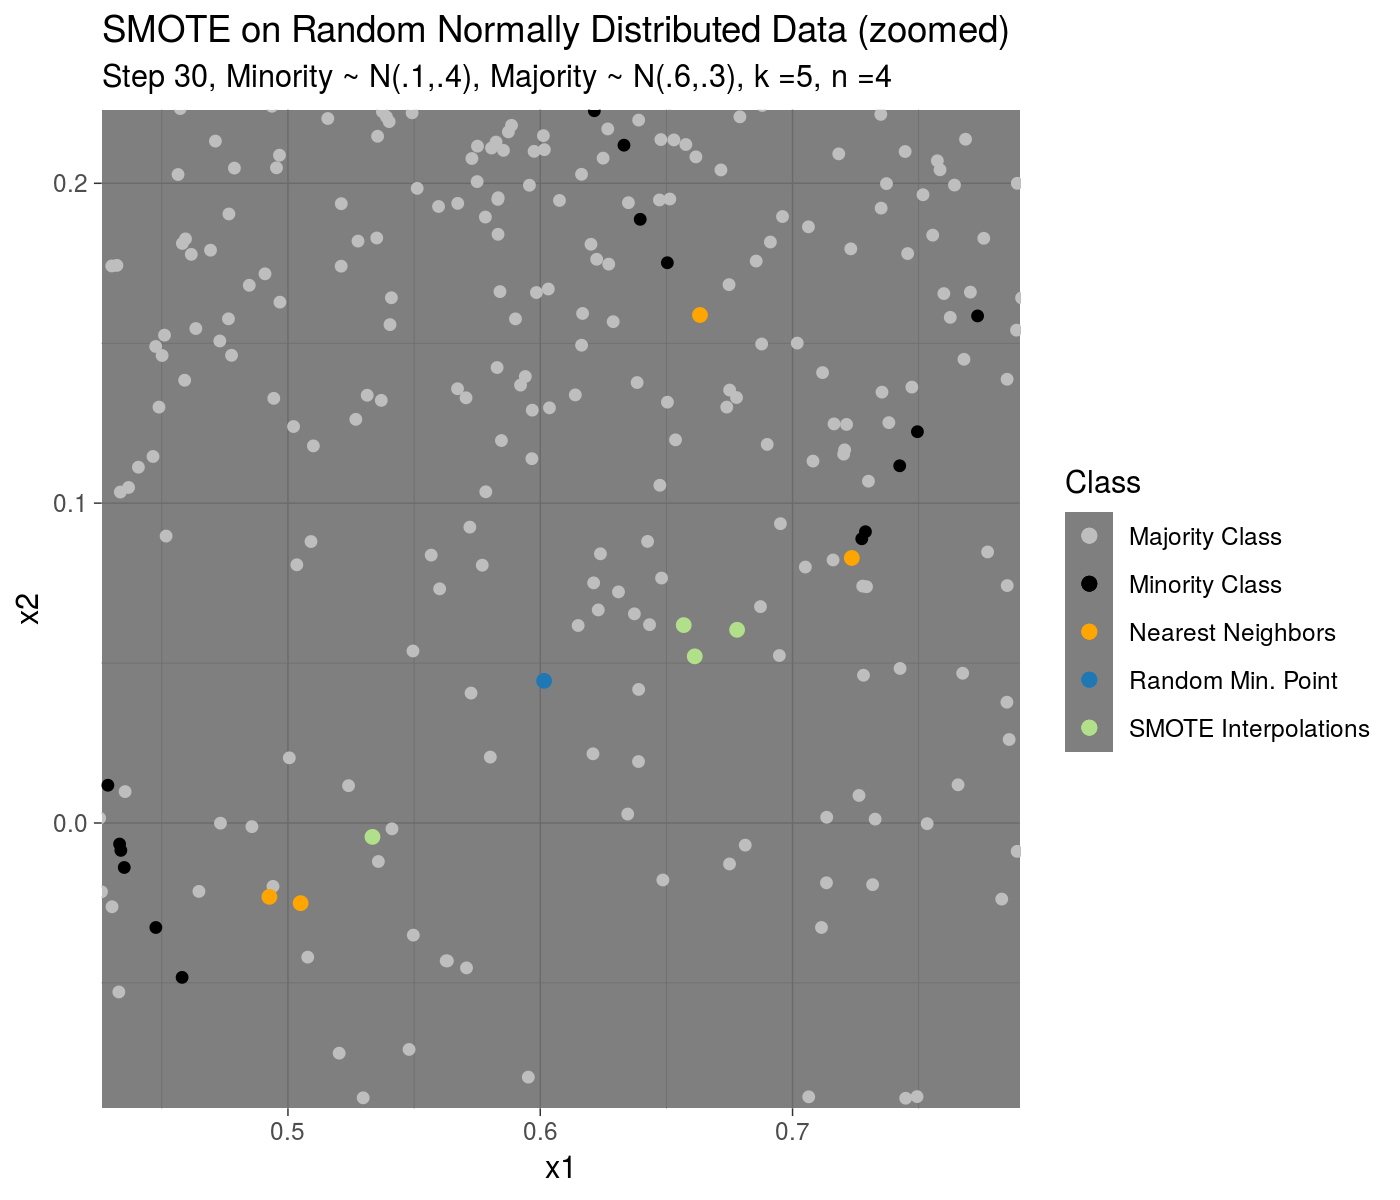 SMOTE on Random Normally Distributed Data (zoomed)
Step 30, Minority ~ N(.1,.4), Majority ~ N(.6,.3), k =5, n =4
0.2
0.1
0.0
x2
0.5
0.6
0.7
x1
Class
Majority Class
Minority Class
Nearest Neighbors
Random Min. Point
SMOTE Interpolations